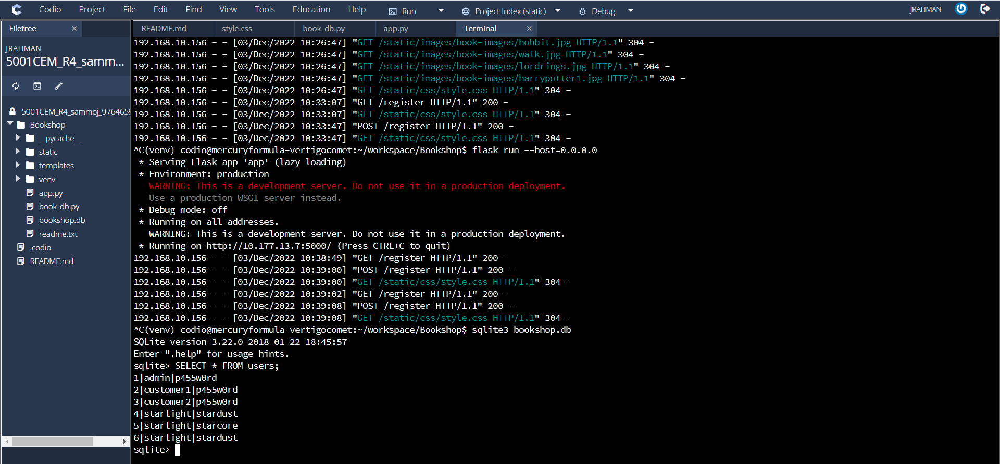 Codio Project File Edit Find View Tools Education Help Run Project Index (static) Debug JRAHMAN
Filetree
README.md style.css book_db.py app.py Terminal
JRAHMAN
5001CEM_R4_samm...
5001CEM_R4_sammoj_9764659
Bookshop
__pycache__
static
templates
venv
app.py
book_db.py
bookshop.db
readme.txt
.codio
README.md
192.168.10.156 - - [03/Dec/2022 10:26:47] "GET /static/images/book-images/hobbit.jpg HTTP/1.1" 304 -
192.168.10.156 - - [03/Dec/2022 10:26:47] "GET /static/images/book-images/walk.jpg HTTP/1.1" 304 -
192.168.10.156 - - [03/Dec/2022 10:26:47] "GET /static/images/book-images/lordrings.jpg HTTP/1.1" 304 -
192.168.10.156 - - [03/Dec/2022 10:26:47] "GET /static/images/book-images/harrypotter1.jpg HTTP/1.1" 304 -
192.168.10.156 - - [03/Dec/2022 10:26:47] "GET /static/css/style.css HTTP/1.1" 304 -
192.168.10.156 - - [03/Dec/2022 10:33:07] "GET /register HTTP/1.1" 200 -
192.168.10.156 - - [03/Dec/2022 10:33:07] "GET /static/css/style.css HTTP/1.1" 304 -
192.168.10.156 - - [03/Dec/2022 10:33:47] "POST /register HTTP/1.1" 200 -
192.168.10.156 - - [03/Dec/2022 10:33:47] "GET /static/css/style.css HTTP/1.1" 304 -
^C(venv) codio@mercuryformula-vertigocomet:~/workspace/Bookshop$ flask run --host=0.0.0.0
* Serving Flask app 'app' (lazy loading)
* Environment: production
WARNING: This is a development server. Do not use it in a production deployment.
Use a production WSGI server instead.
* Debug mode: off
* Running on all addresses.
WARNING: This is a development server. Do not use it in a production deployment.
* Running on http://10.177.13.7:5000/ (Press CTRL+C to quit)
192.168.10.156 - - [03/Dec/2022 10:38:49] "GET /register HTTP/1.1" 200 -
192.168.10.156 - - [03/Dec/2022 10:39:00] "POST /register HTTP/1.1" 200 -
192.168.10.156 - - [03/Dec/2022 10:39:00] "GET /static/css/style.css HTTP/1.1" 304 -
192.168.10.156 - - [03/Dec/2022 10:39:02] "GET /register HTTP/1.1" 200 -
192.168.10.156 - - [03/Dec/2022 10:39:08] "POST /register HTTP/1.1" 200 -
192.168.10.156 - - [03/Dec/2022 10:39:08] "GET /static/css/style.css HTTP/1.1" 304 -
^C(venv) codio@mercuryformula-vertigocomet:~/workspace/Bookshop$ sqlite3 bookshop.db
SQLite version 3.22.0 2018-01-22 18:45:57
Enter ".help" for usage hints.
sqlite> SELECT * FROM users;
1|admin|p455w0rd
2|customer1|p455w0rd
3|customer2|p455w0rd
4|starlight|stardust
5|starlight|starcore
6|starlight|stardust
sqlite>